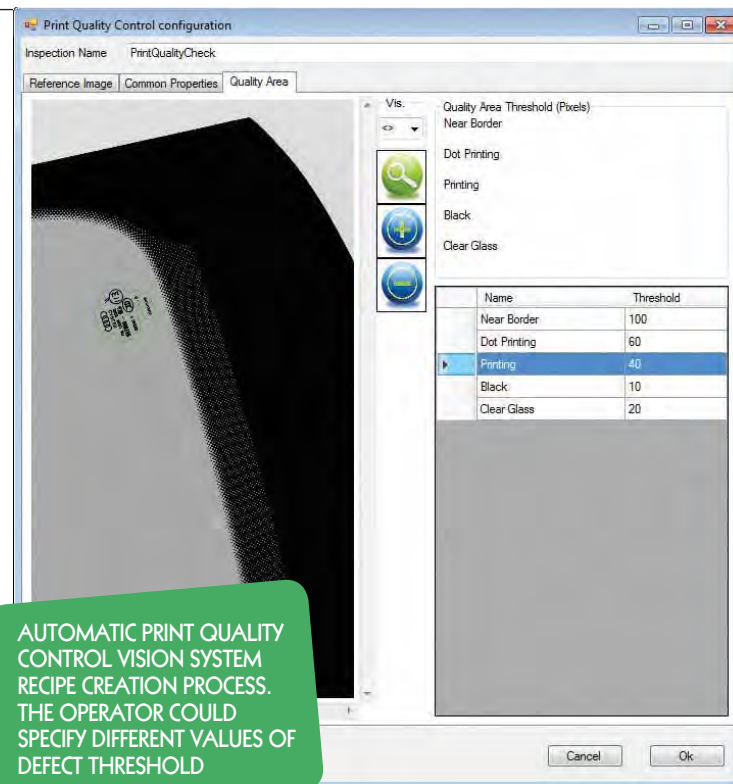 Print Quality Control configuration
Inspection Name PrintQualityCheck
Reference Image Common Properties Quality Area
Vis.
Quality Area Threshold (Pixels)
Near Border
Dot Printing
Printing
Black
Clear Glass
Name Threshold
Near Border 100
Dot Printing 60
Printing 40
Black 10
Clear Glass 20
AUTOMATIC PRINT QUALITY
CONTROL VISION SYSTEM
RECIPE CREATION PROCESS.
THE OPERATOR COULD
SPECIFY DIFFERENT VALUES OF
DEFECT THRESHOLD
Cancel Ok